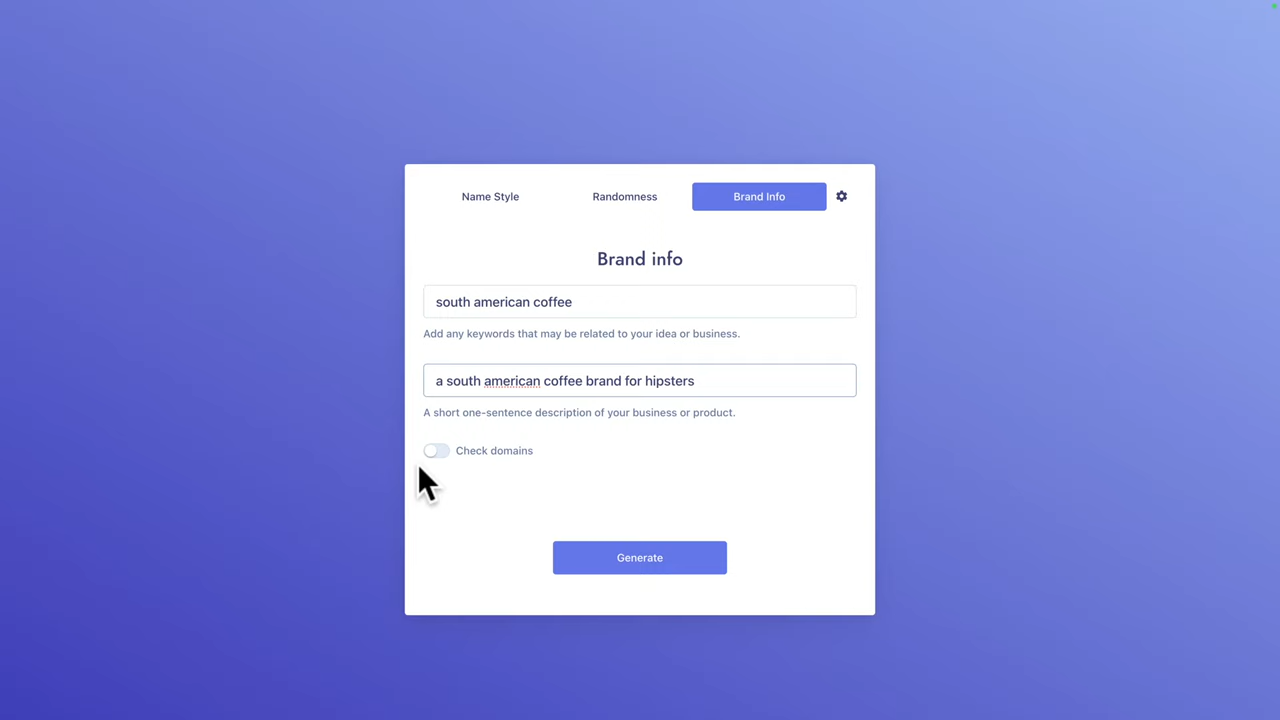 Name Style
Randomness
Brand Info
Brand info
south american coffee
Add any keywords that may be related to your idea or business.
a south american coffee brand for hipsters
A short one-sentence description of your business or product.
Check domains
Generate